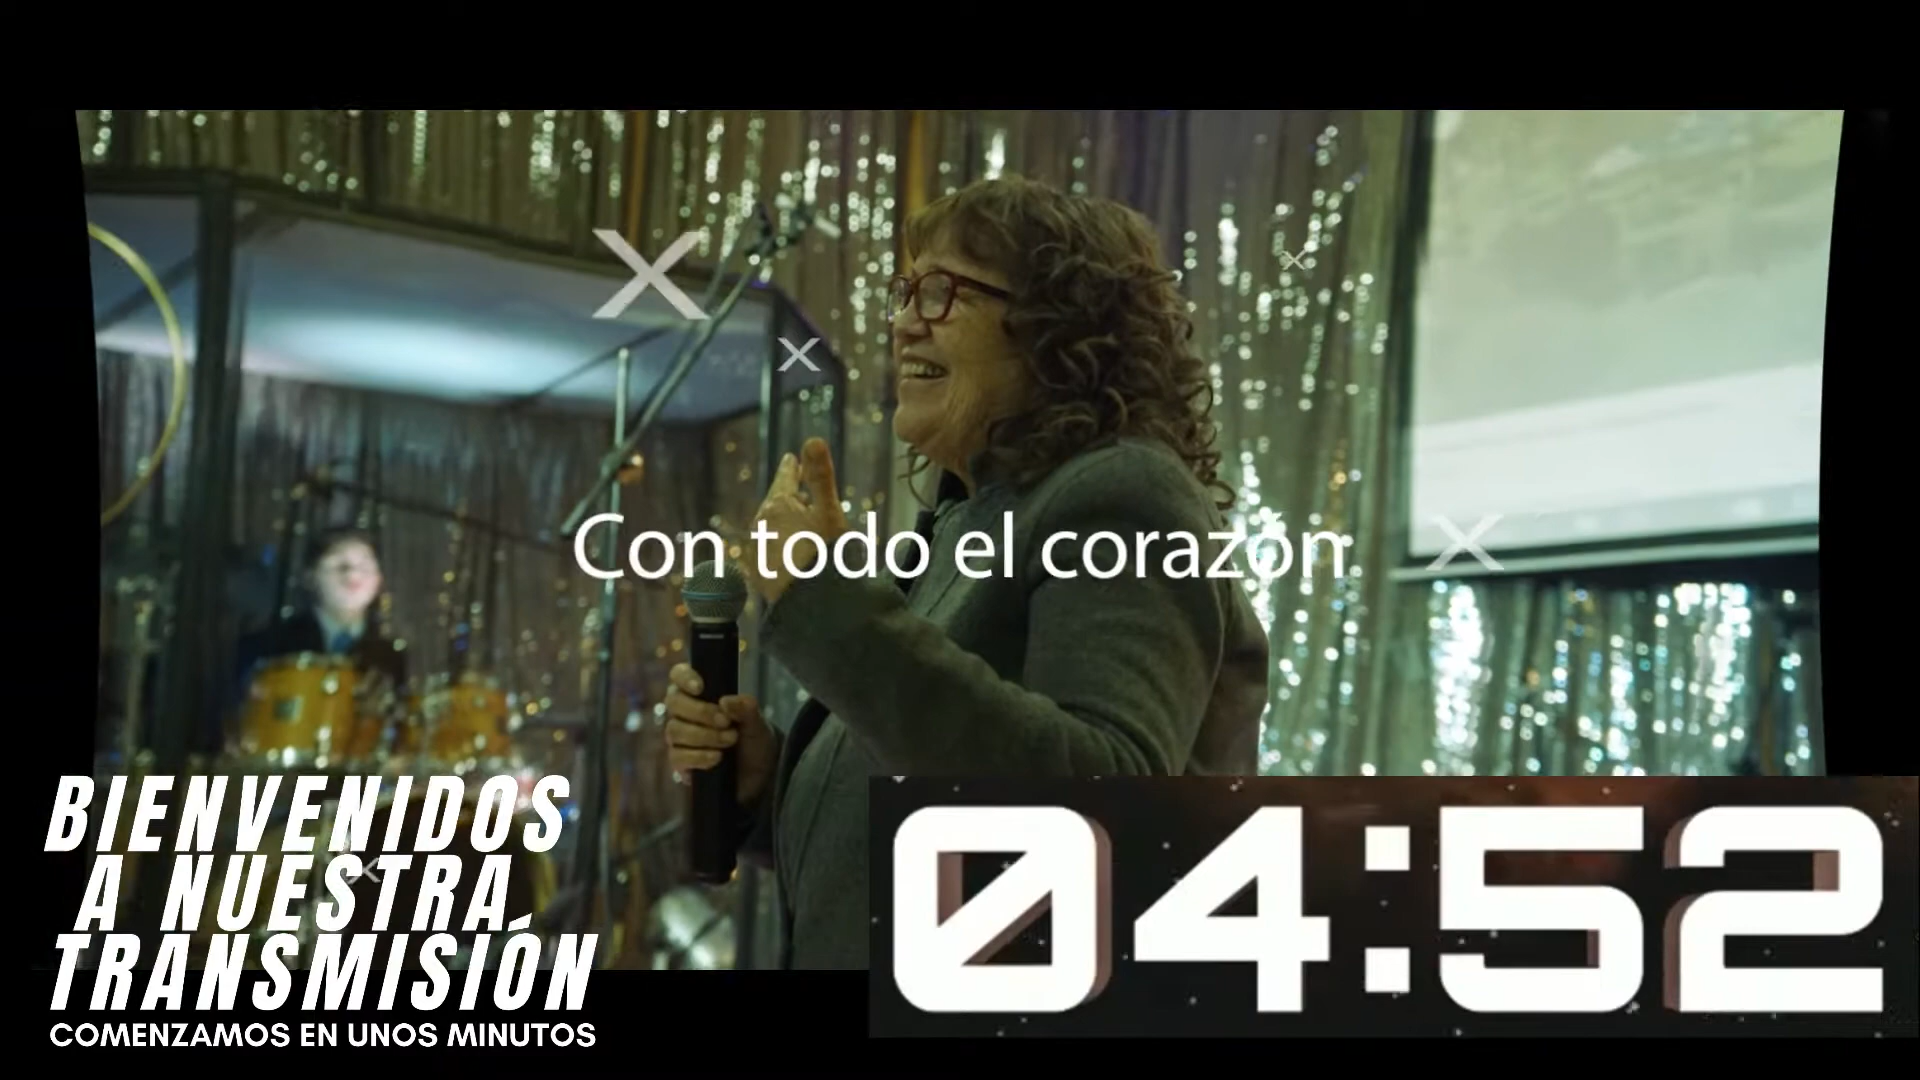 Con todo el corazón
BIENVENIDOS
A NUESTRA
TRANSMISIÓN
COMENZAMOS EN UNOS MINUTOS
04:52